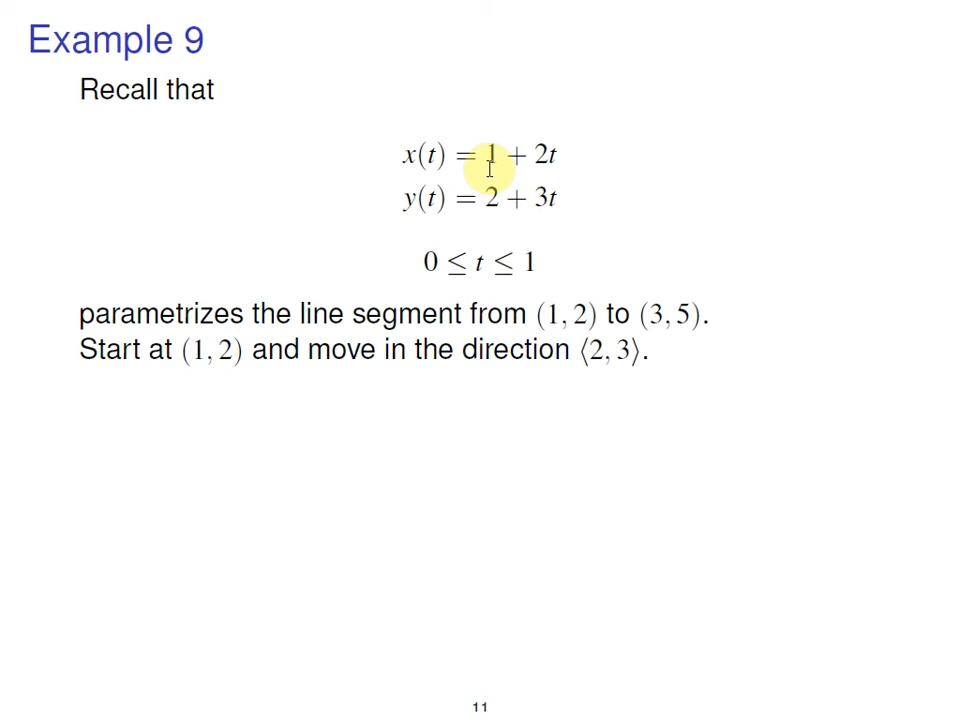 Example 9
Recall that
x(t) = 1 + 2t
y(t) = 2 + 3t
0 ≤ t ≤ 1
parametrizes the line segment from (1, 2) to (3, 5).
Start at (1, 2) and move in the direction ⟨2, 3⟩.
11